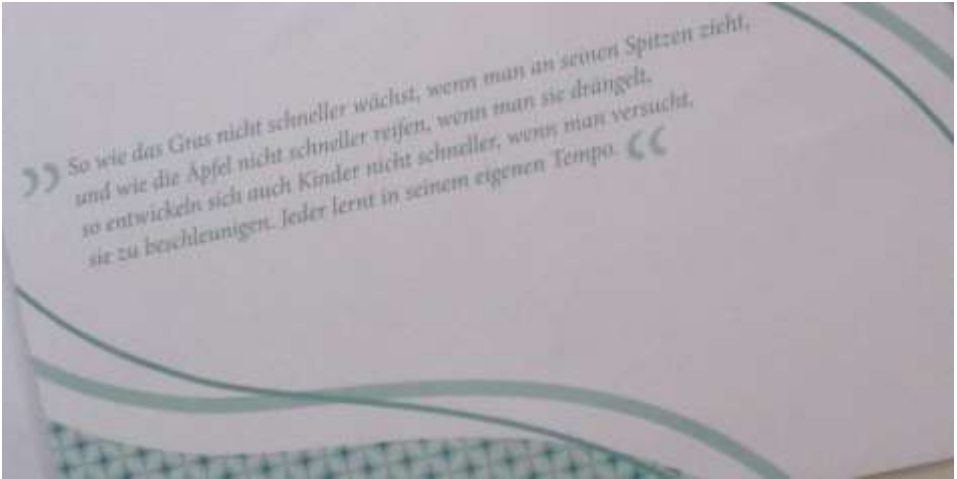 »So wie das Gras nicht schneller wächst, wenn man an seinen Spitzen zieht,
und wie die Äpfel nicht schneller reifen, wenn man sie drängelt,
so entwickeln sich auch Kinder nicht schneller, wenn man versucht,
sie zu beschleunigen. Jeder lernt in seinem eigenen Tempo.«